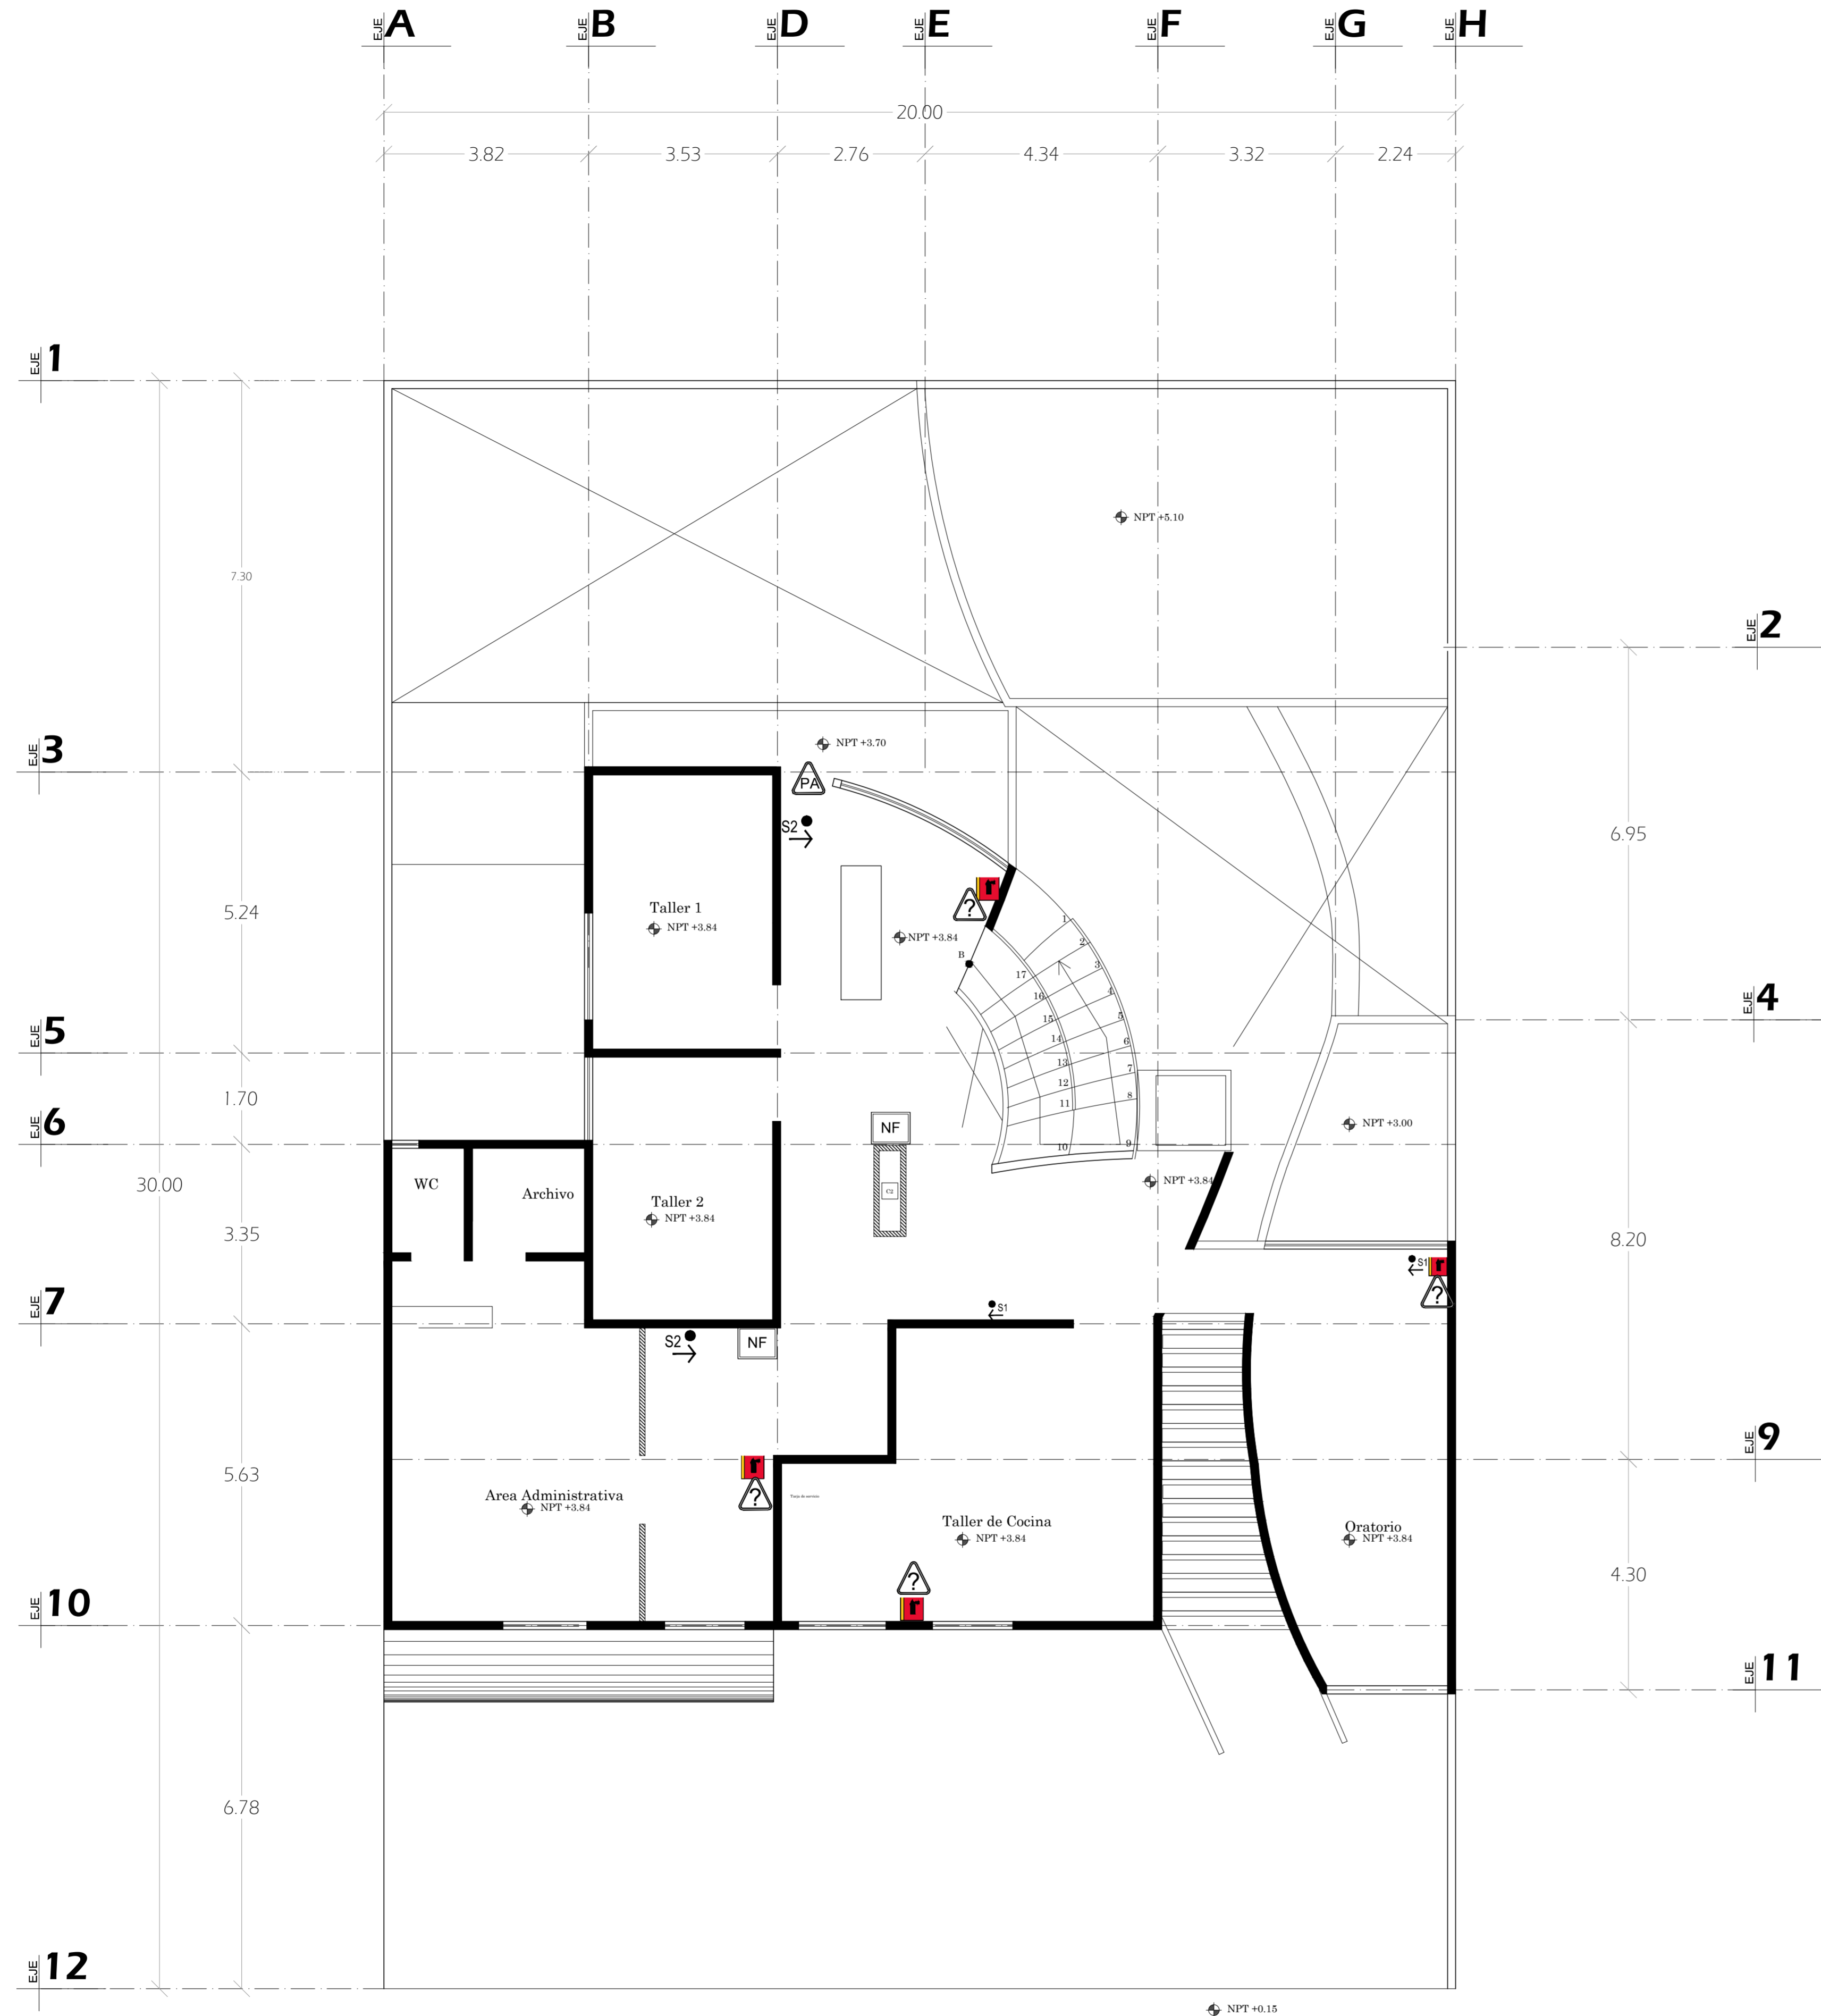 EJE A EJE B EJE D EJE E EJE F EJE G EJE H
20.00
3.82 3.53 2.76 4.34 3.32 2.24
EJE 1
7.30
NPT +5.10
EJE 2
EJE 3
NPT +3.70
PA
S2
6.95
?
Taller 1
NPT +3.84
5.24
NPT +3.84
B
1
2
3
4
5
6
7
8
9
10
11
12
13
14
15
16
17
EJE 4
EJE 5
1.70
EJE 6
NF
NPT +3.00
30.00
WC
Archivo
C2
NPT +3.84
Taller 2
NPT +3.84
3.35
8.20
S1
?
EJE 7
S1
S2
NF
EJE 9
5.63
?
Area Administrativa
NPT +3.84
Tarja de servicio
Taller de Cocina
NPT +3.84
Oratorio
NPT +3.84
4.30
?
EJE 10
EJE 11
6.78
EJE 12
NPT +0.15